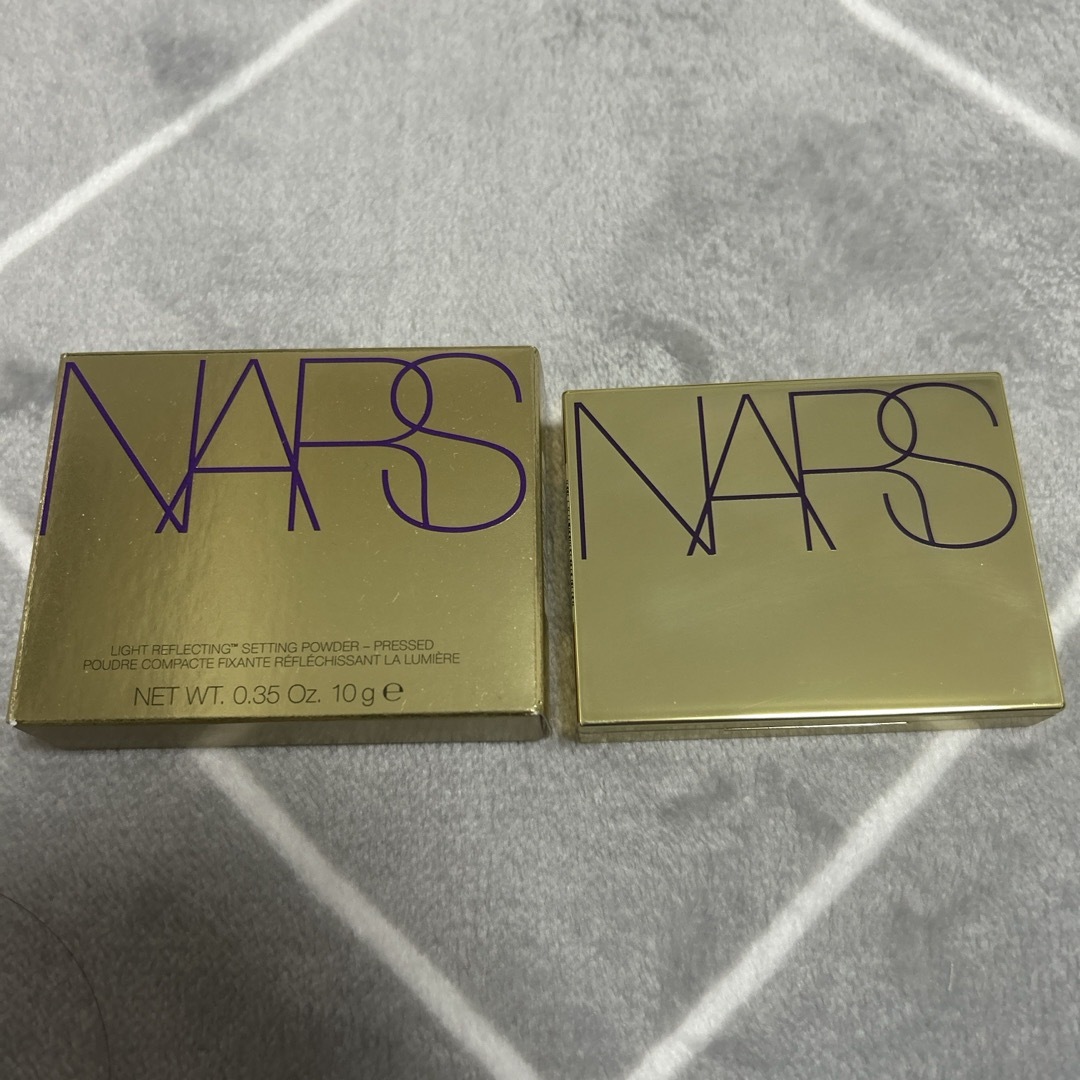 NARS
LIGHT REFLECTING™ SETTING POWDER – PRESSED
POUDRE COMPACTE FIXANTE RÉFLÉCHISSANT LA LUMIÈRE
NET WT. 0.35 Oz. 10 g ℮
NARS